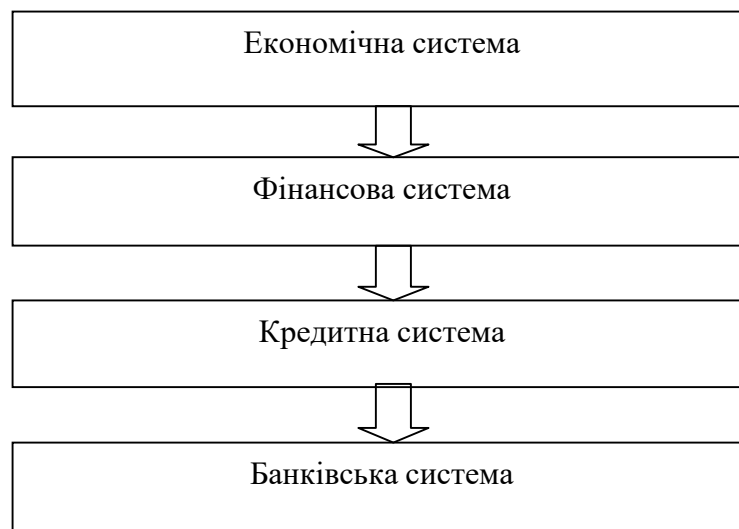 Економічна система
Фінансова система
Кредитна система
Банківська система